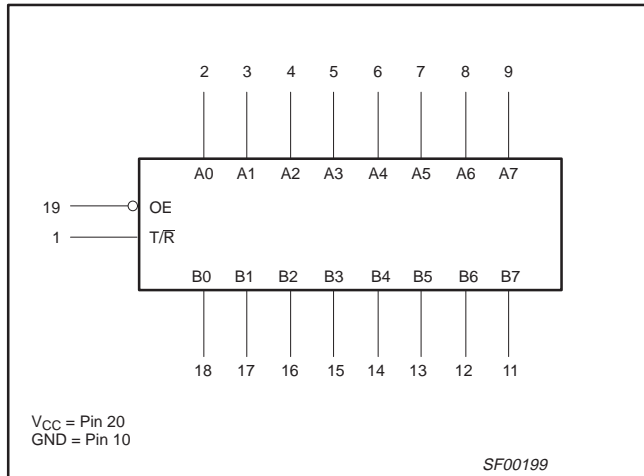 2 3 4 5 6 7 8 9
A0 A1 A2 A3 A4 A5 A6 A7
19 OE
1 T/R̅
B0 B1 B2 B3 B4 B5 B6 B7
18 17 16 15 14 13 12 11
VCC = Pin 20
GND = Pin 10
SF00199